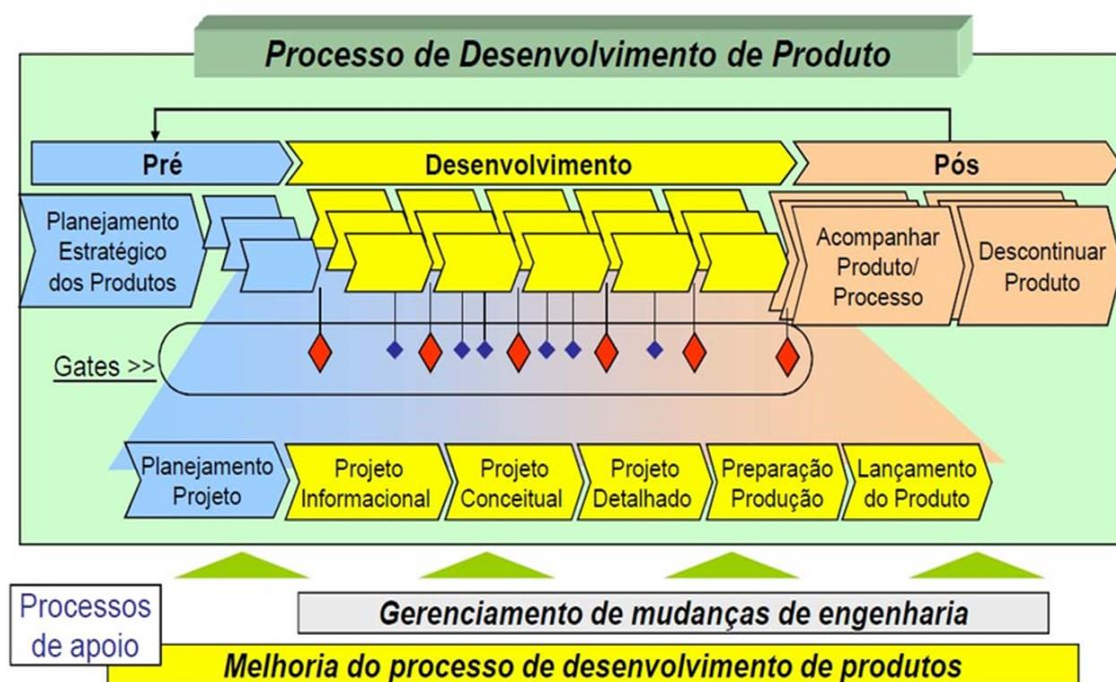 Processo de Desenvolvimento de Produto
Pré
Desenvolvimento
Pós
Planejamento
Estratégico
dos Produtos
Acompanhar
Produto/
Processo
Descontinuar
Produto
Gates >>
Planejamento
Projeto
Projeto
Informacional
Projeto
Conceitual
Projeto
Detalhado
Preparação
Produção
Lançamento
do Produto
Processos
de apoio
Gerenciamento de mudanças de engenharia
Melhoria do processo de desenvolvimento de produtos